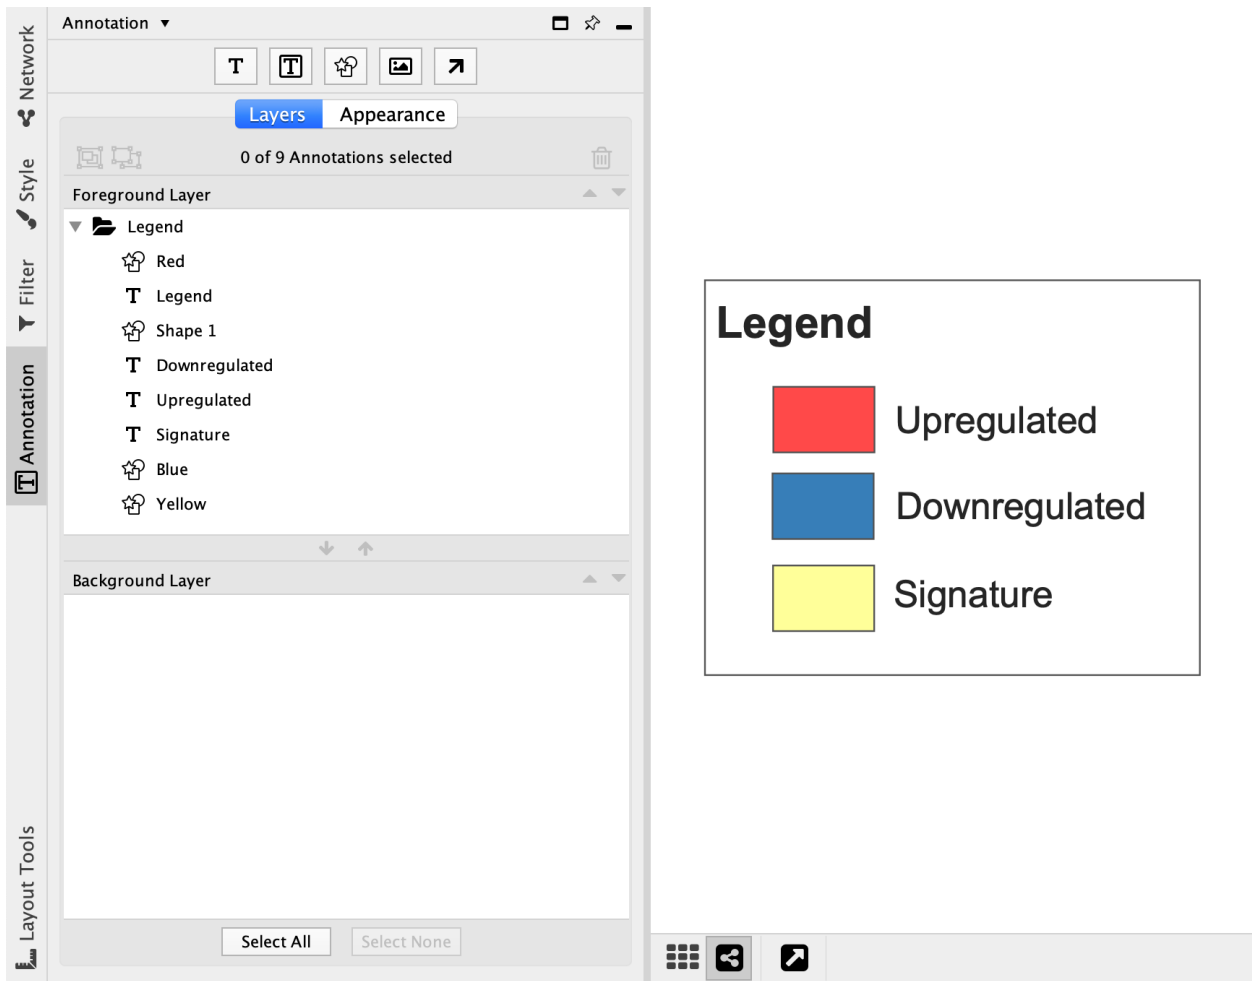 Annotation ▼
Network
Style
Filter
Annotation
Layout Tools
Layers Appearance
0 of 9 Annotations selected
Foreground Layer
Legend
Red
Legend
Shape 1
Downregulated
Upregulated
Signature
Blue
Yellow
Background Layer
Select All Select None
Legend
Upregulated
Downregulated
Signature